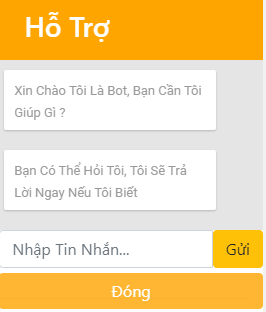 Hỗ Trợ
Xin Chào Tôi Là Bot, Bạn Cần Tôi
Giúp Gì ?
Bạn Có Thể Hỏi Tôi, Tôi Sẽ Trả
Lời Ngay Nếu Tôi Biết
Nhập Tin Nhắn...
Gửi
Đóng